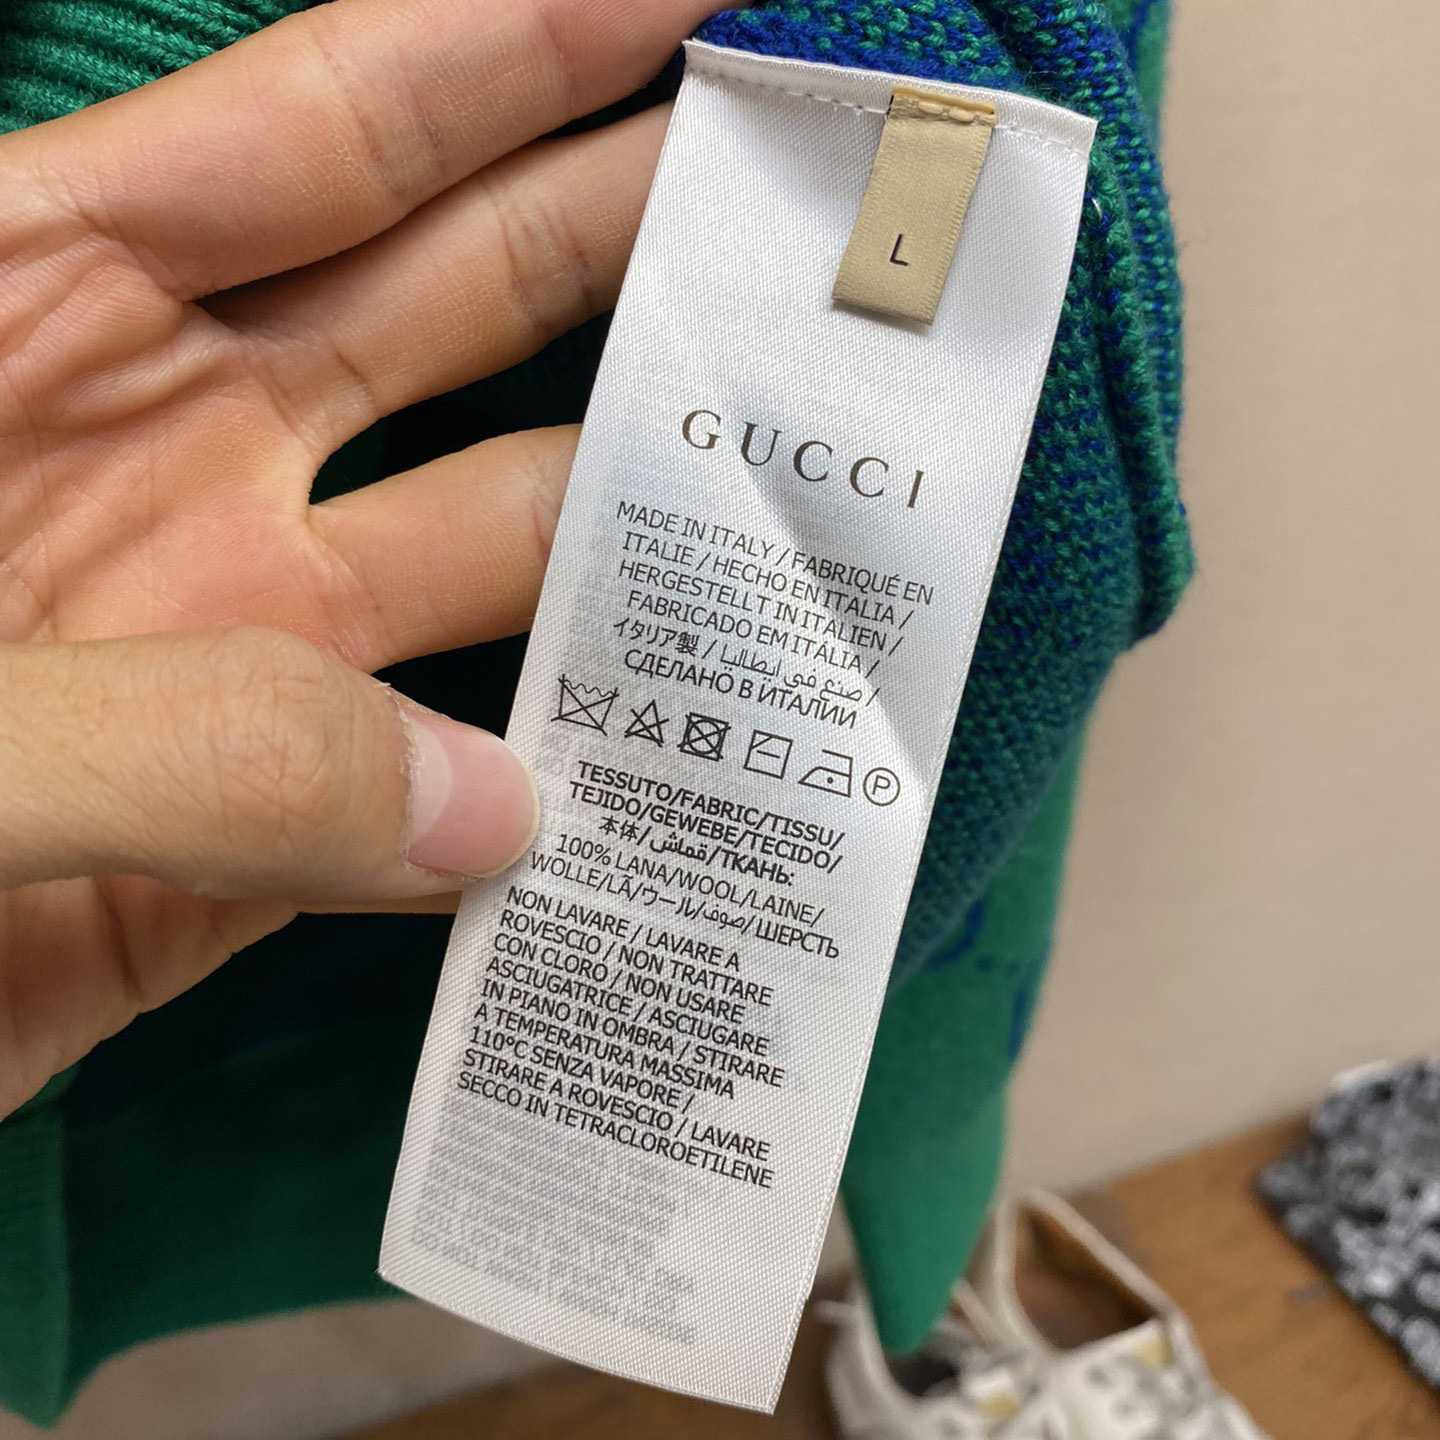 L
GUCCI
MADE IN ITALY / FABRIQUÉ EN
ITALIE / HECHO EN ITALIA /
HERGESTELLT IN ITALIEN /
FABRICADO EM ITÁLIA /
イタリア製 / صنع في إيطاليا /
СДЕЛАНО В ИТАЛИИ
P
TESSUTO/FABRIC/TISSU/
TEJIDO/GEWEBE/TECIDO/
本体/قماش/ТКАНЬ:
100% LANA/WOOL/LAINE/
WOLLE/LÃ/ウール/صوف/ШЕРСТЬ
NON LAVARE / LAVARE A
ROVESCIO / NON TRATTARE
CON CLORO / NON USARE
ASCIUGATRICE / ASCIUGARE
IN PIANO IN OMBRA / STIRARE
A TEMPERATURA MASSIMA
110°C SENZA VAPORE /
STIRARE A ROVESCIO / LAVARE
SECCO IN TETRACLOROETILENE